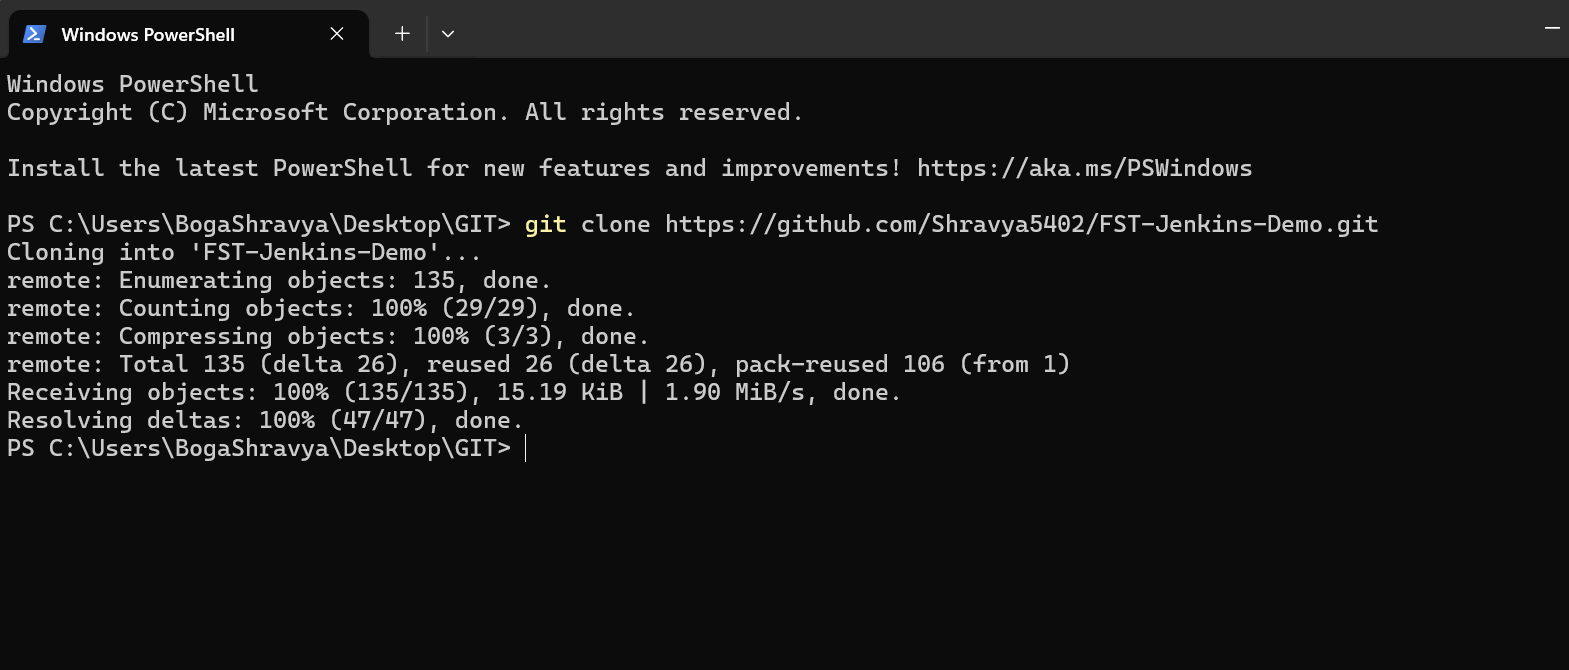 Windows PowerShell
Windows PowerShell
Copyright (C) Microsoft Corporation. All rights reserved.
Install the latest PowerShell for new features and improvements! https://aka.ms/PSWindows
PS C:\Users\BogaShravya\Desktop\GIT> git clone https://github.com/Shravya5402/FST-Jenkins-Demo.git
Cloning into 'FST-Jenkins-Demo'...
remote: Enumerating objects: 135, done.
remote: Counting objects: 100% (29/29), done.
remote: Compressing objects: 100% (3/3), done.
remote: Total 135 (delta 26), reused 26 (delta 26), pack-reused 106 (from 1)
Receiving objects: 100% (135/135), 15.19 KiB | 1.90 MiB/s, done.
Resolving deltas: 100% (47/47), done.
PS C:\Users\BogaShravya\Desktop\GIT>